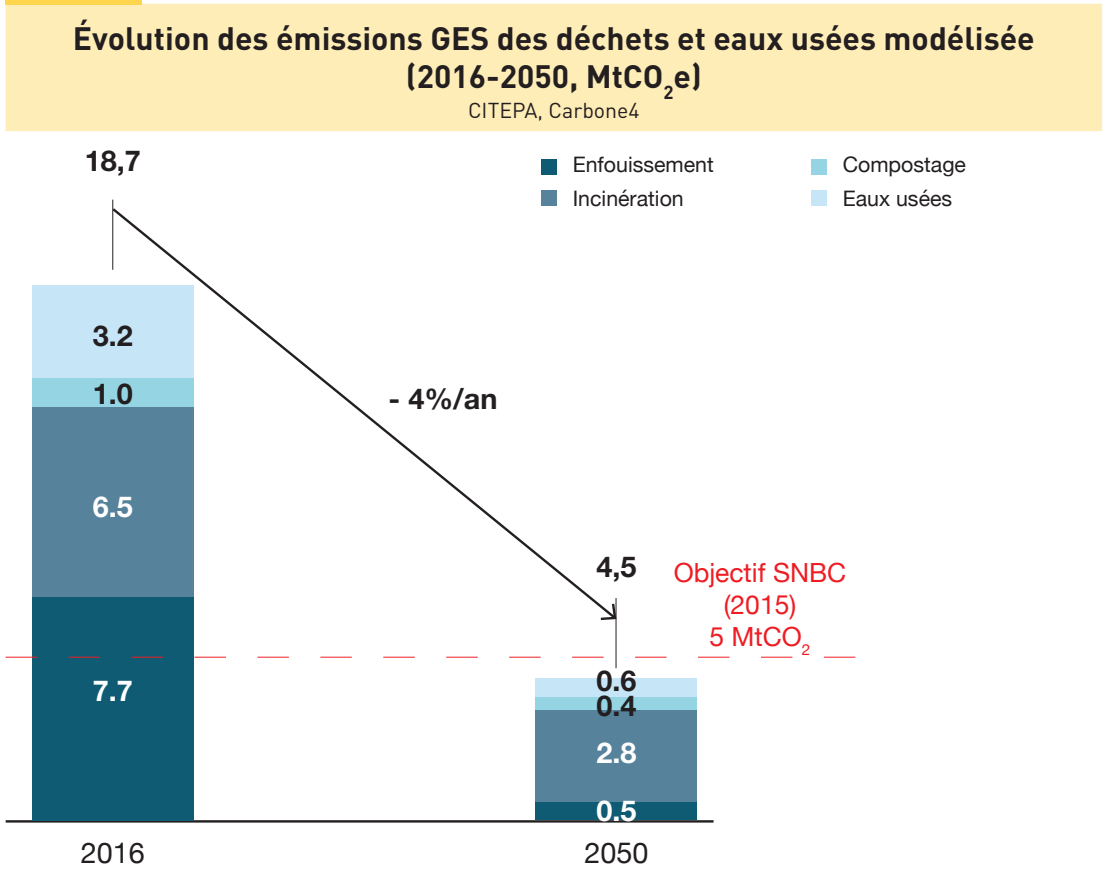 Évolution des émissions GES des déchets et eaux usées modélisée
(2016-2050, MtCO2e)
CITEPA, Carbone4
18,7
Enfouissement
Compostage
Incinération
Eaux usées
3.2
1.0
- 4%/an
6.5
4,5
Objectif SNBC
(2015)
5 MtCO2
7.7
0.6
0.4
2.8
0.5
2016
2050